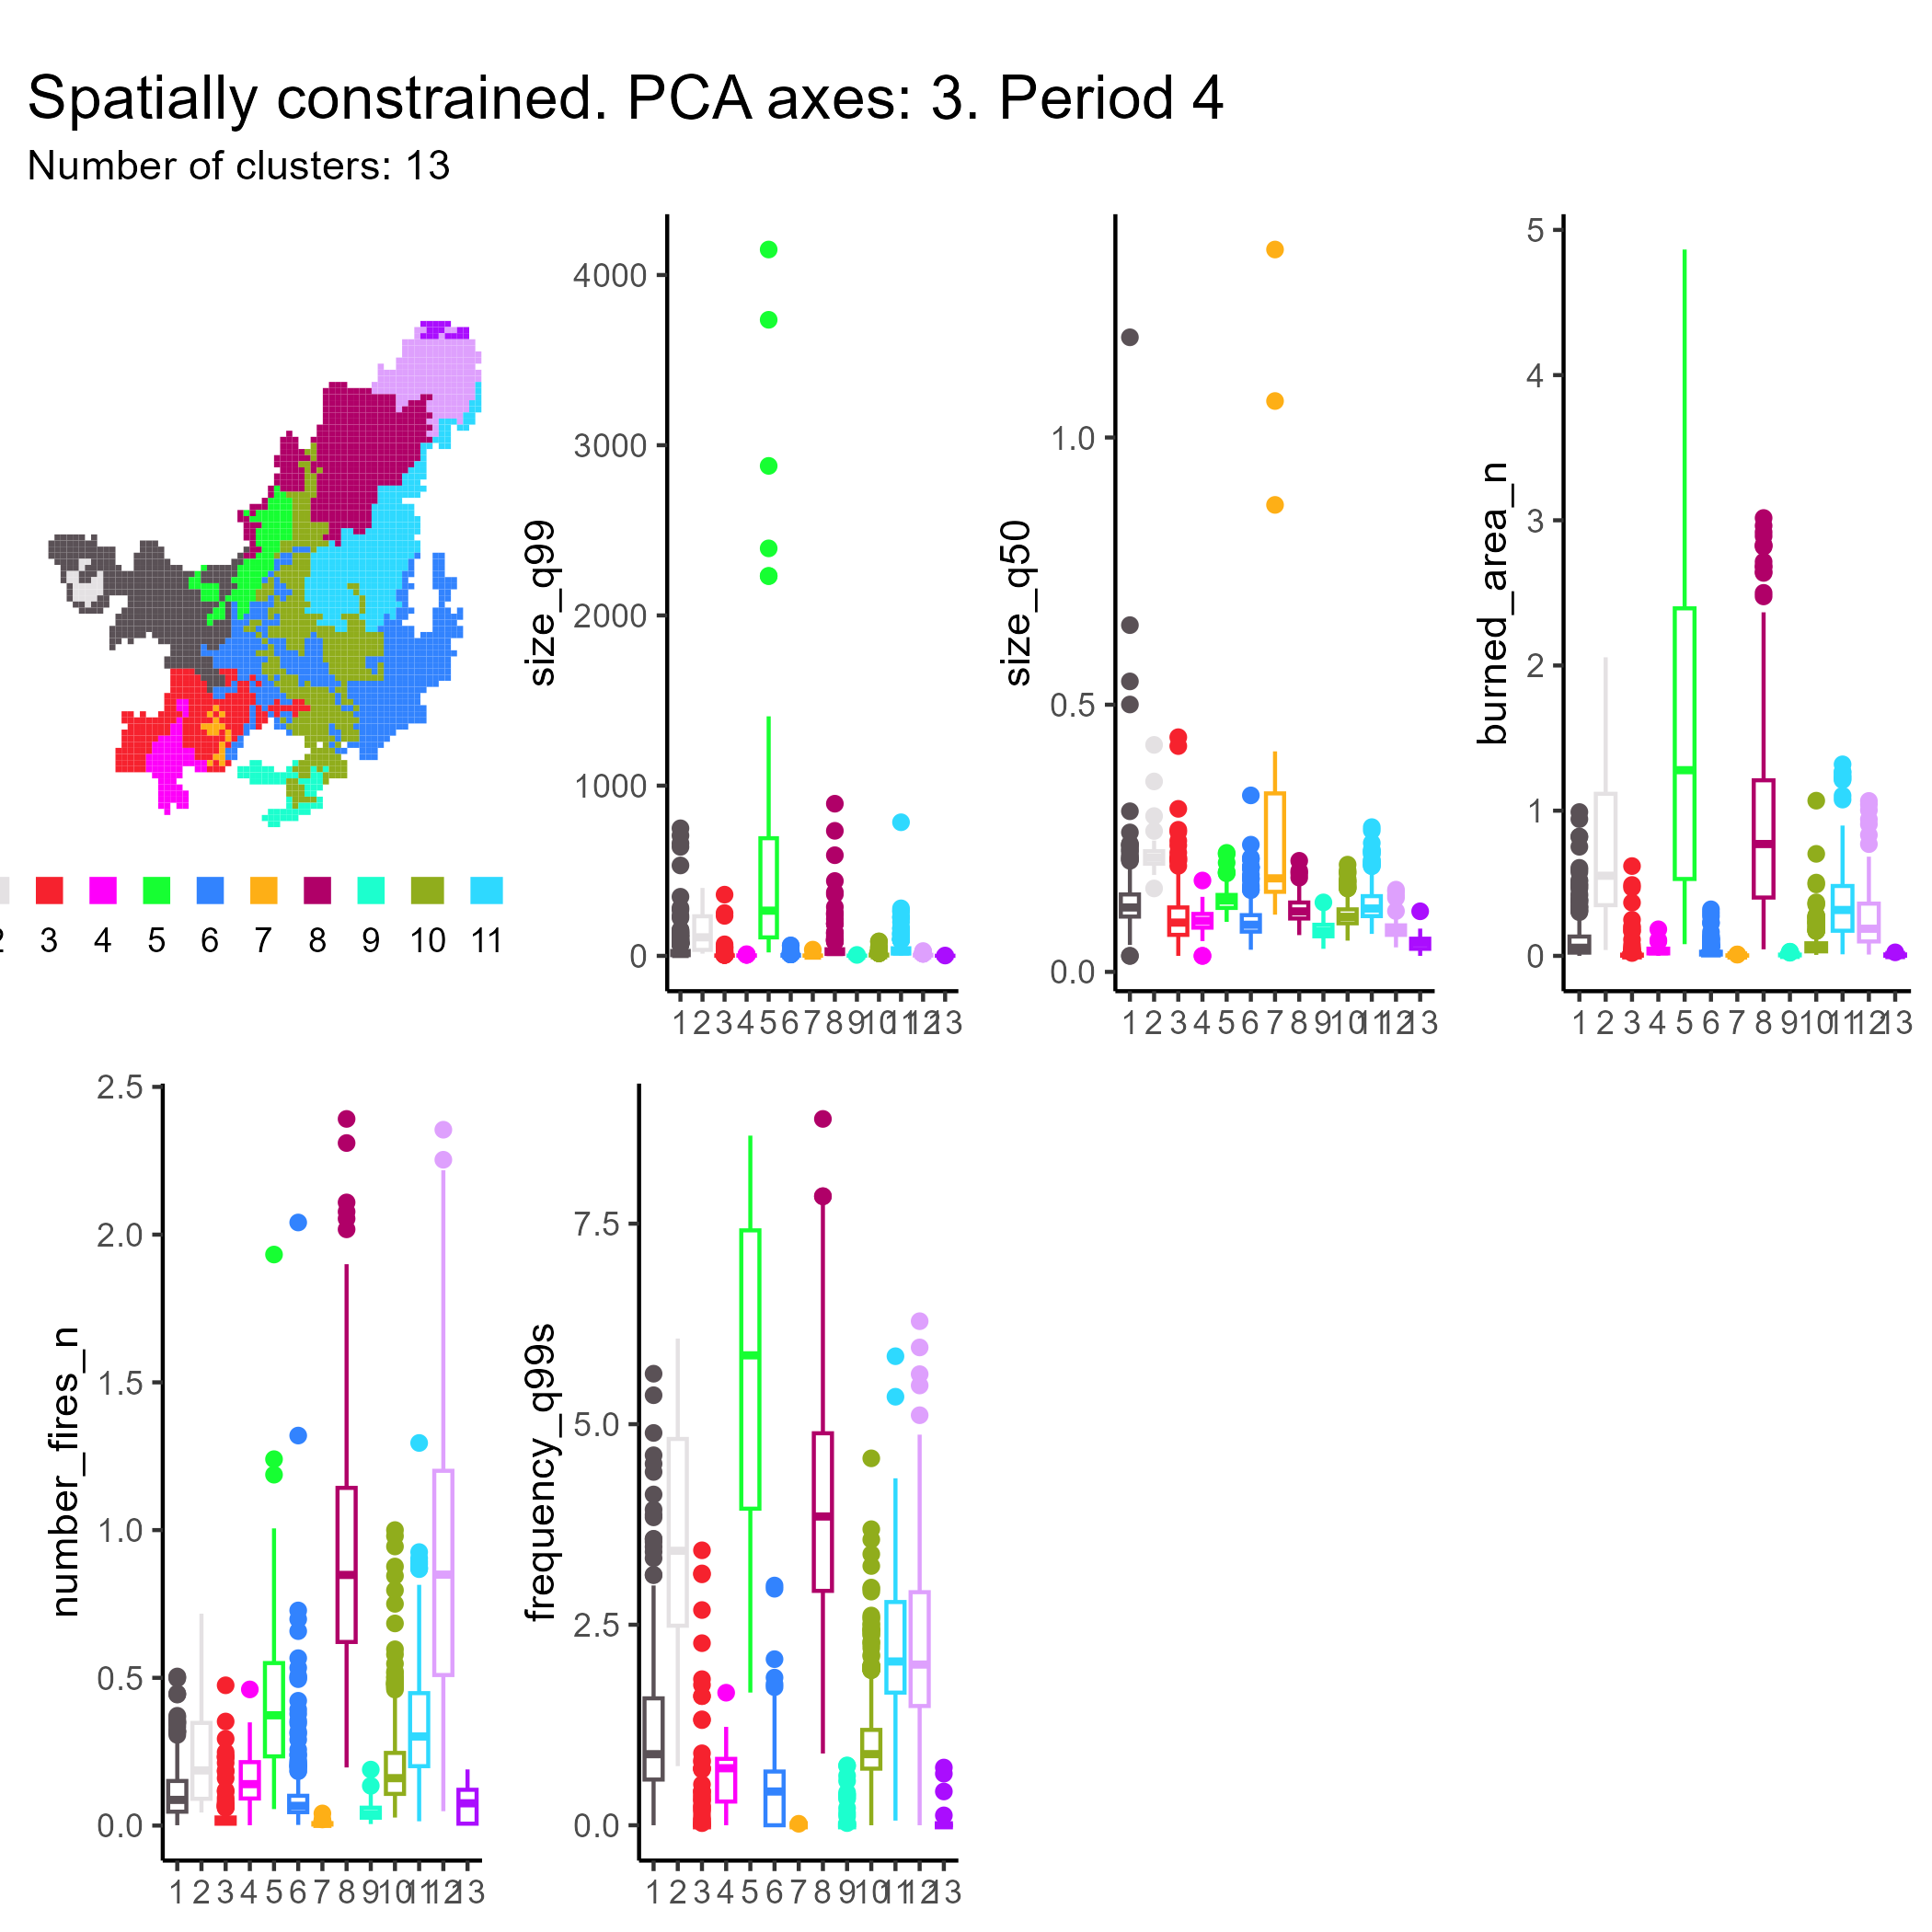 Spatially constrained. PCA axes: 3. Period 4
Number of clusters: 13
3 4 5 6 7 8 9 10 11
size_q99
4000
3000
2000
1000
0
1 2 3 4 5 6 7 8 9 10 11 12 13
size_q50
1.0
0.5
0.0
1 2 3 4 5 6 7 8 9 10 11 12 13
burned_area_n
5
4
3
2
1
0
1 2 3 4 5 6 7 8 9 10 11 12 13
number_fires_n
2.5
2.0
1.5
1.0
0.5
0.0
1 2 3 4 5 6 7 8 9 10 11 12 13
frequency_q99s
7.5
5.0
2.5
0.0
1 2 3 4 5 6 7 8 9 10 11 12 13